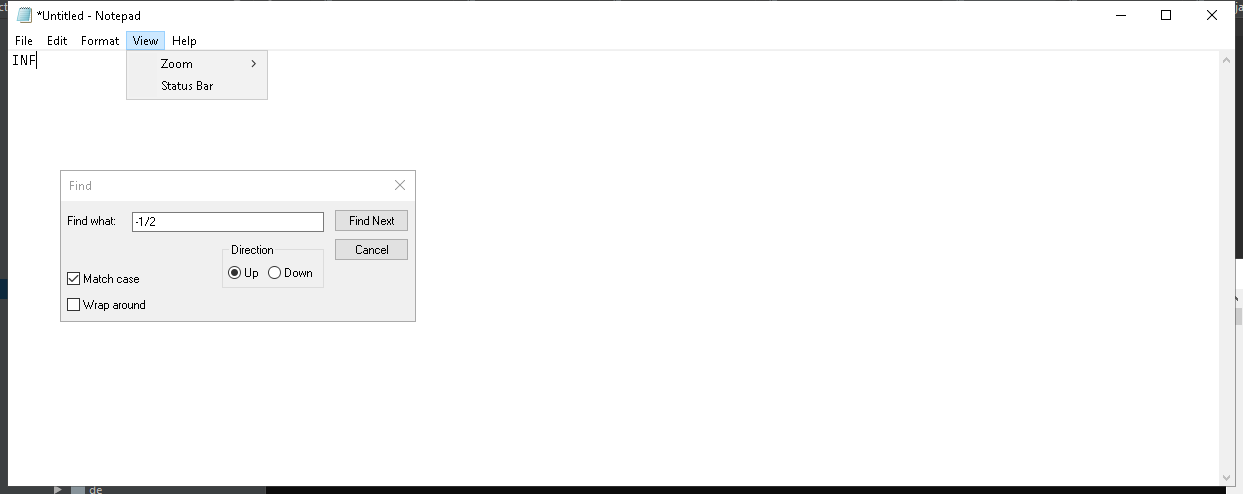 *Untitled - Notepad
File Edit Format View Help
INF
Zoom
Status Bar
Find
Find what: -1/2 Find Next
Direction Cancel
Up Down
Match case
Wrap around
de